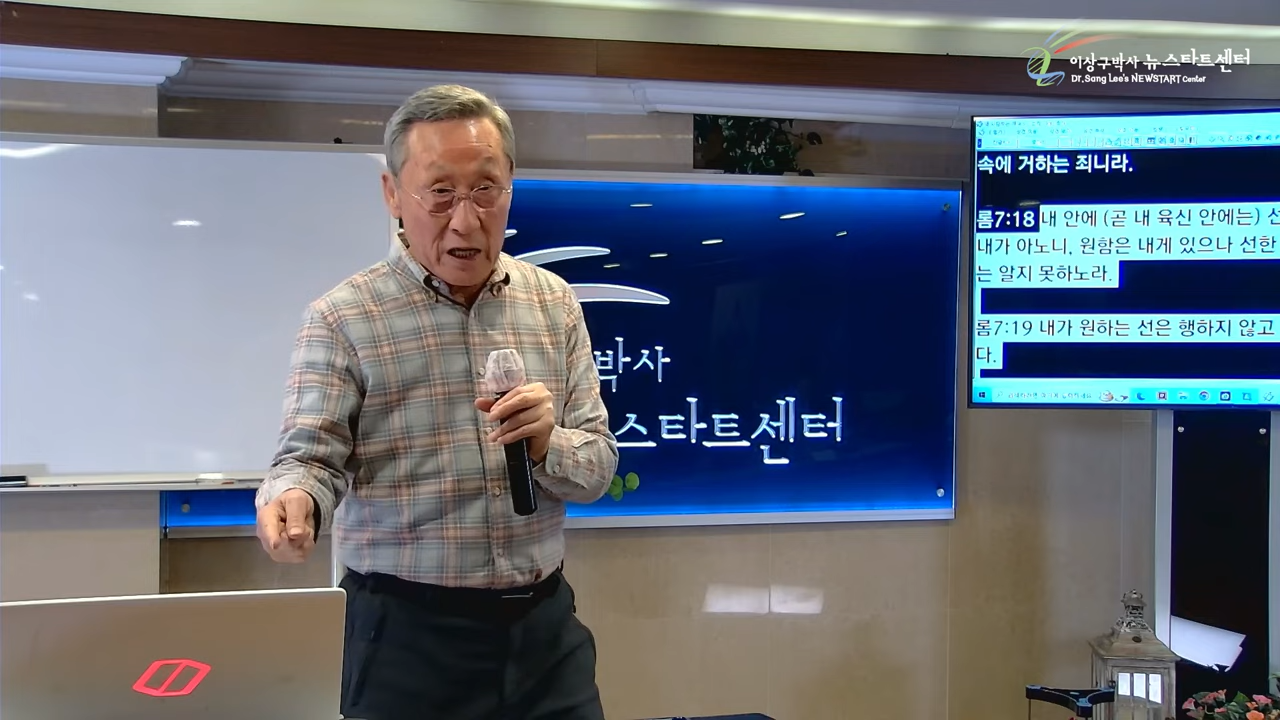 이상구박사 뉴스타트센터
Dr. Sang Lee's NEWSTART Center
속에 거하는 죄니라.
롬7:18 내 안에 (곧 내 육신 안에는) 선
내가 아노니, 원함은 내게 있으나 선한
는 알지 못하노라.
롬7:19 내가 원하는 선은 행하지 않고
다.
박사
스타트센터